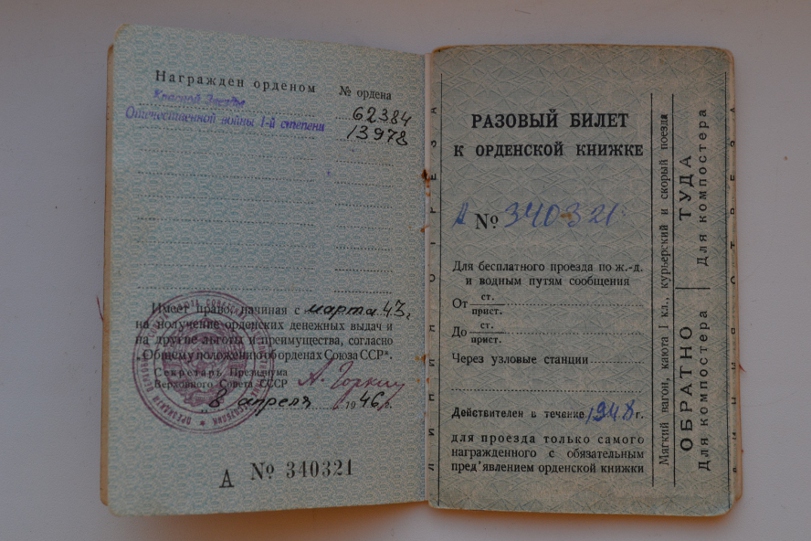 Награжден орденом № ордена
Красной Звезды 62384
Отечественной войны I-й степени 13978
Имеет право, начиная с марта 43 г.
на получение орденских денежных выдач и
на другие льготы и преимущества, согласно
„Общему положению об орденах Союза ССР“.
Секретарь Президиума
Верховного Совета СССР А. Горкин
„8 апреля 1946 г.
А № 340321
РАЗОВЫЙ БИЛЕТ
К ОРДЕНСКОЙ КНИЖКЕ
А № 340321
Для бесплатного проезда по ж.-д.
и водным путям сообщения
От ст.
прист.
До ст.
прист.
Через узловые станции
Действителен в течение 1948 г.
для проезда только самого
награжденного с обязательным
пред'явлением орденской книжки
Мягкий вагон, каюта I кл., курьерский и скорый поезда
ТУДА
Для компостера
ОБРАТНО
Для компостера